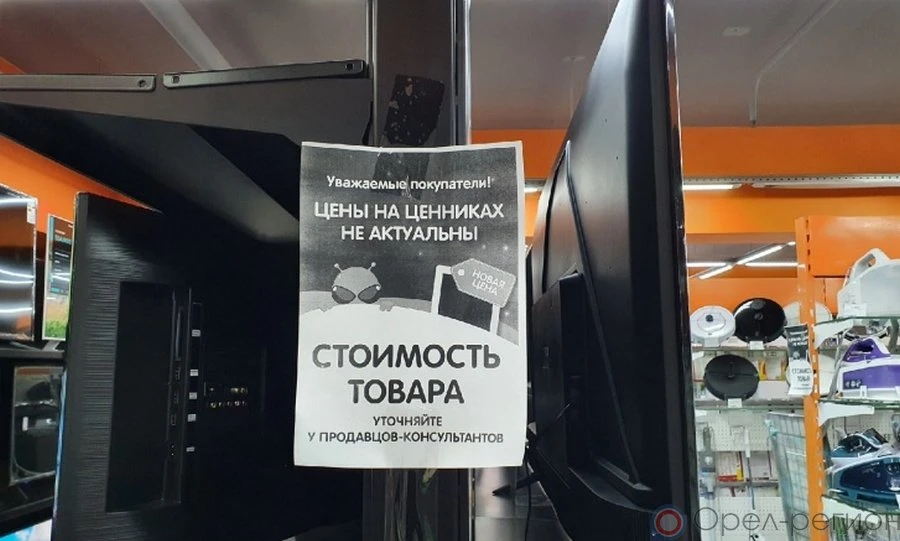 Уважаемые покупатели!
ЦЕНЫ НА ЦЕННИКАХ
НЕ АКТУАЛЬНЫ
НОВАЯ
ЦЕНА
СТОИМОСТЬ
ТОВАРА
УТОЧНЯЙТЕ
У ПРОДАВЦОВ-КОНСУЛЬТАНТОВ
Орел-регион